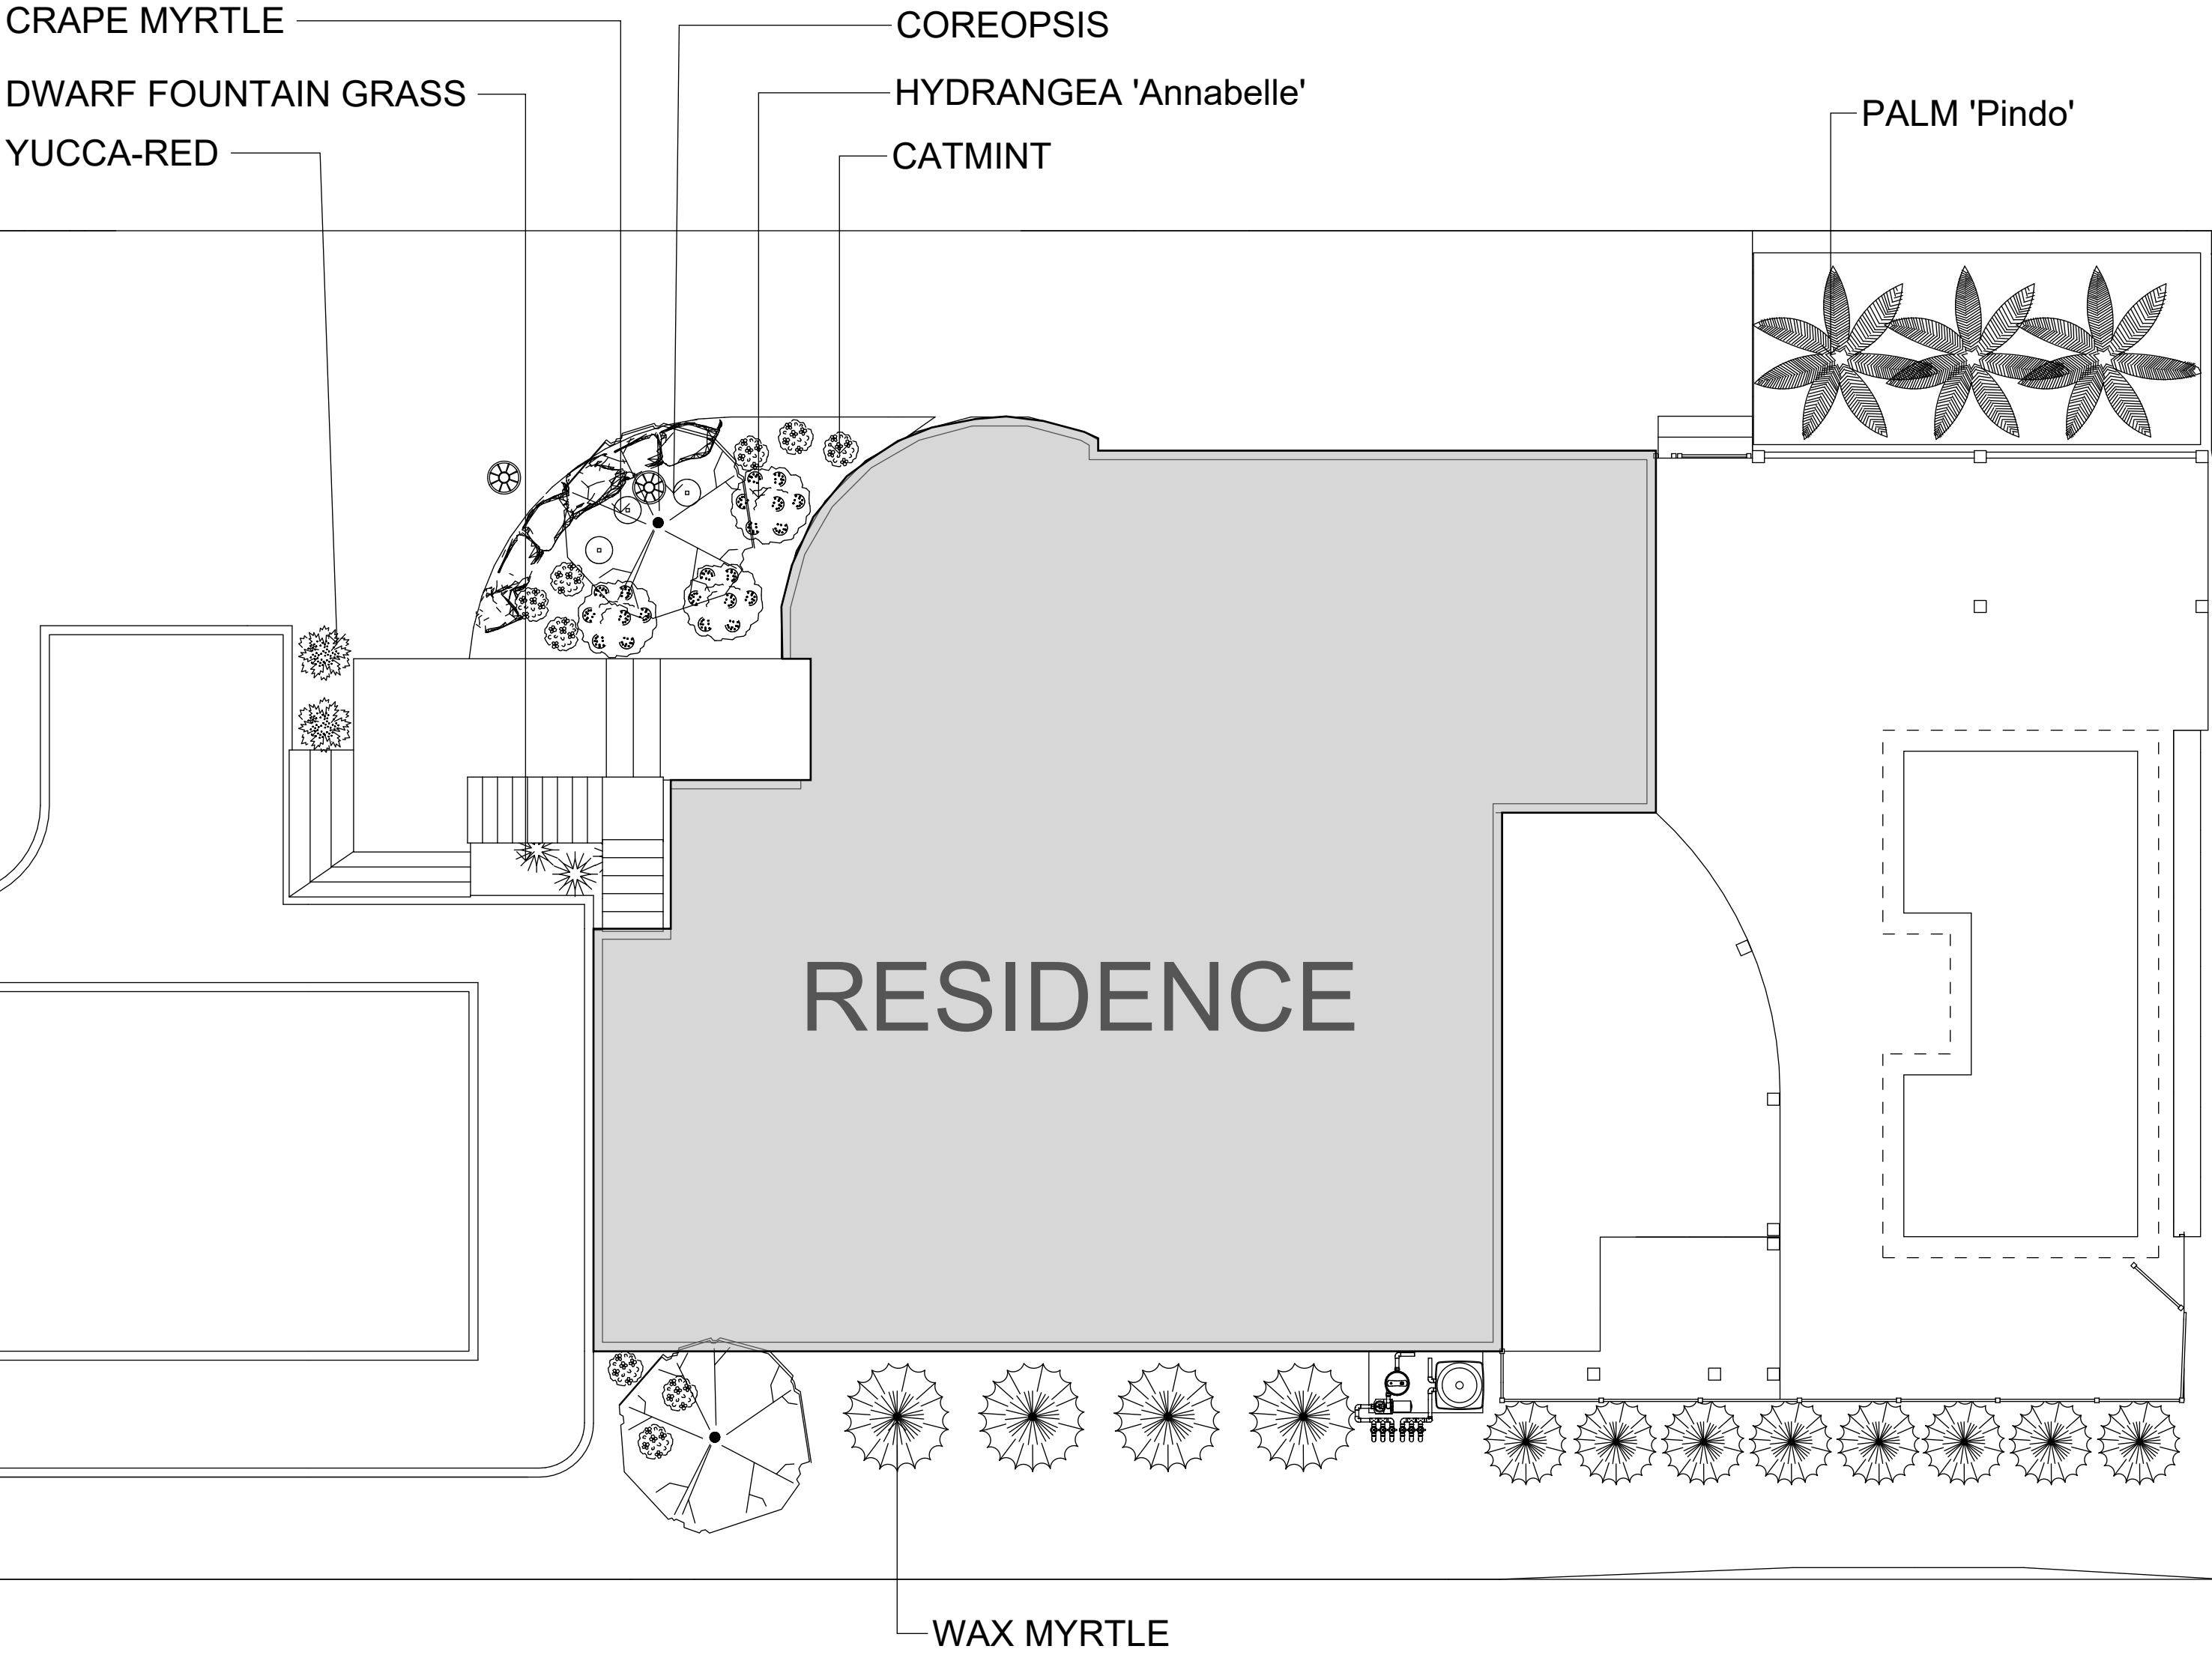 CRAPE MYRTLE
COREOPSIS
DWARF FOUNTAIN GRASS
HYDRANGEA 'Annabelle'
PALM 'Pindo'
YUCCA-RED
CATMINT
RESIDENCE
WAX MYRTLE